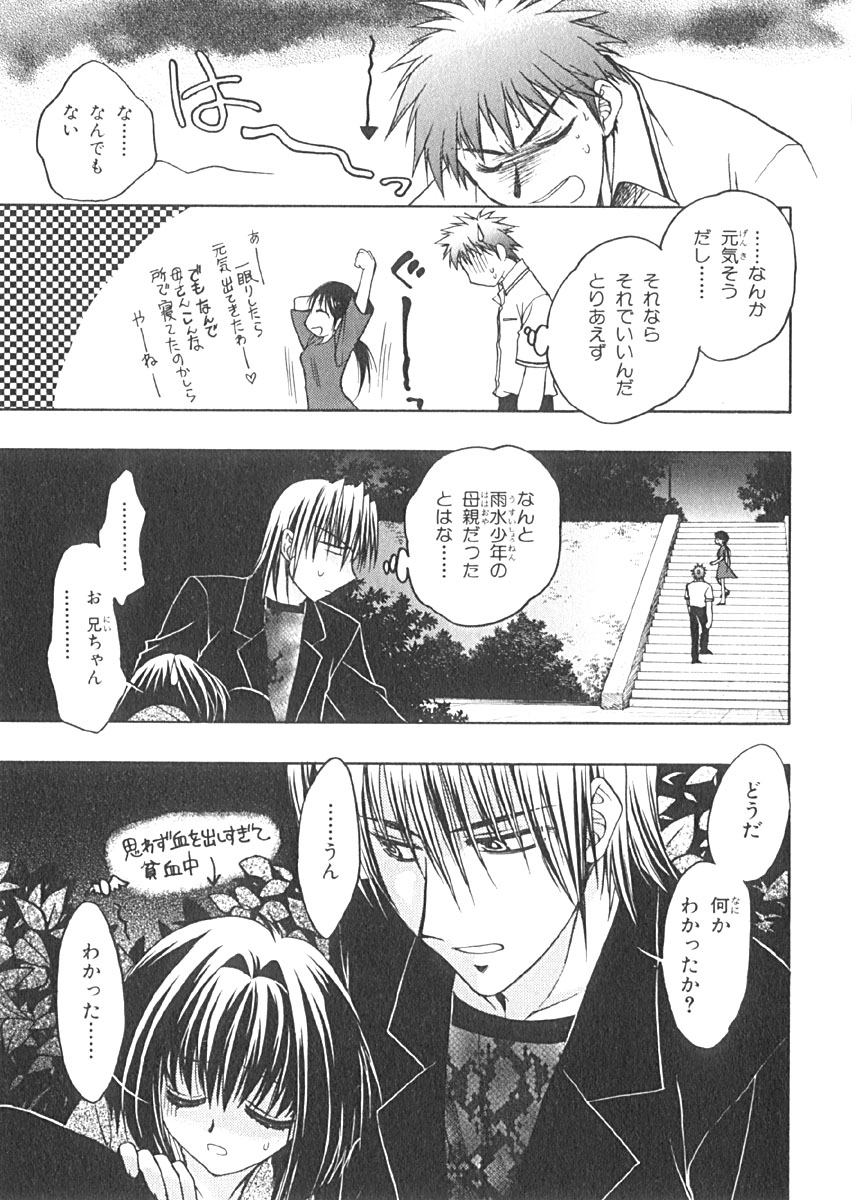 は～～っ
な……
なんでも
ない
……なんか
元気そう
だし……
それなら
それでいいんだ
とりあえず
ぐーっ
あー
一眠りしたら
元気出てきたわー♡
でもなんで
母さんこんな
所で寝てたのかしら
やーねー
なんと
雨水少年の
母親だった
とはな……
…………
お兄ちゃん
…………
どうだ
何か
わかったか？
……うん
思わず血を出しすぎて
貧血中
わかった……